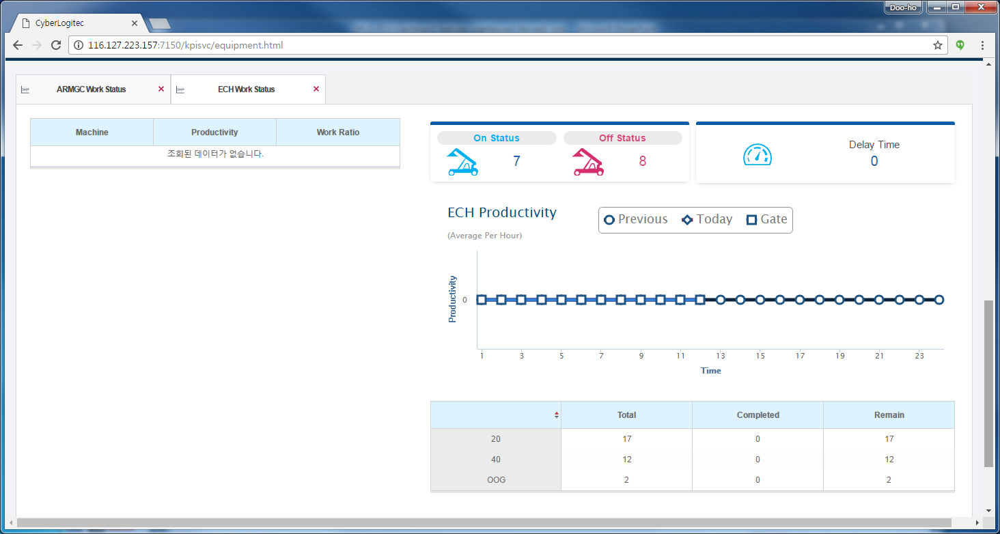 Doo-ho
CyberLogitec
116.127.223.157:7150/kpisvc/equipment.html
ARMGC Work Status
ECH Work Status
Machine Productivity Work Ratio
조회된 데이터가 없습니다.
On Status Off Status
7 8
Delay Time
0
ECH Productivity
(Average Per Hour)
Previous Today Gate
Productivity
0
1 3 5 7 9 11 13 15 17 19 21 23
Time
Total Completed Remain
20 17 0 17
40 12 0 12
OOG 2 0 2